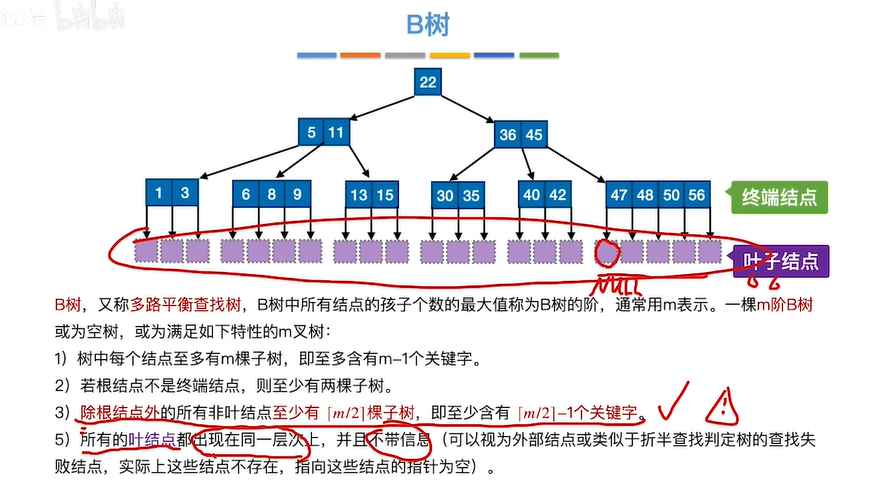 bilibili
B树
22
5 11
36 45
1 3
6 8 9
13 15
30 35
40 42
47 48 50 56
终端结点
叶子结点
NULL
B树，又称多路平衡查找树，B树中所有结点的孩子个数的最大值称为B树的阶，通常用m表示。一棵m阶B树
或为空树，或为满足如下特性的m叉树：
1）树中每个结点至多有m棵子树，即至多含有m-1个关键字。
2）若根结点不是终端结点，则至少有两棵子树。
3）除根结点外的所有非叶结点至少有 ⌈m/2⌉棵子树，即至少含有 ⌈m/2⌉-1个关键字。
5）所有的叶结点都出现在同一层次上，并且不带信息（可以视为外部结点或类似于折半查找判定树的查找失
败结点，实际上这些结点不存在，指向这些结点的指针为空）。